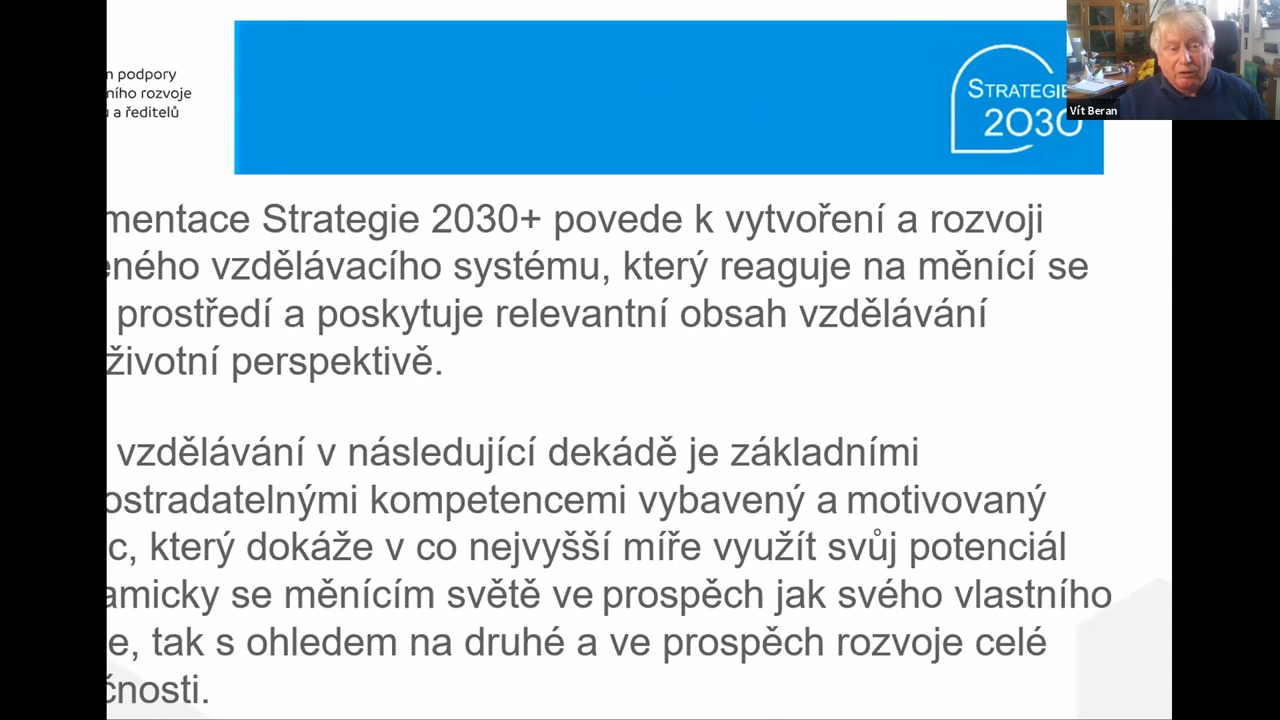 podpory
ního rozvoje
a ředitelů
STRATEGIE
2030
Vít Beran
mentace Strategie 2030+ povede k vytvoření a rozvoji
eného vzdělávacího systému, který reaguje na měnící se
prostředí a poskytuje relevantní obsah vzdělávání
životní perspektivě.
vzdělávání v následující dekádě je základními
ostradatelnými kompetencemi vybavený a motivovaný
c, který dokáže v co nejvyšší míře využít svůj potenciál
amicky se měnícím světě ve prospěch jak svého vlastního
e, tak s ohledem na druhé a ve prospěch rozvoje celé
čnosti.